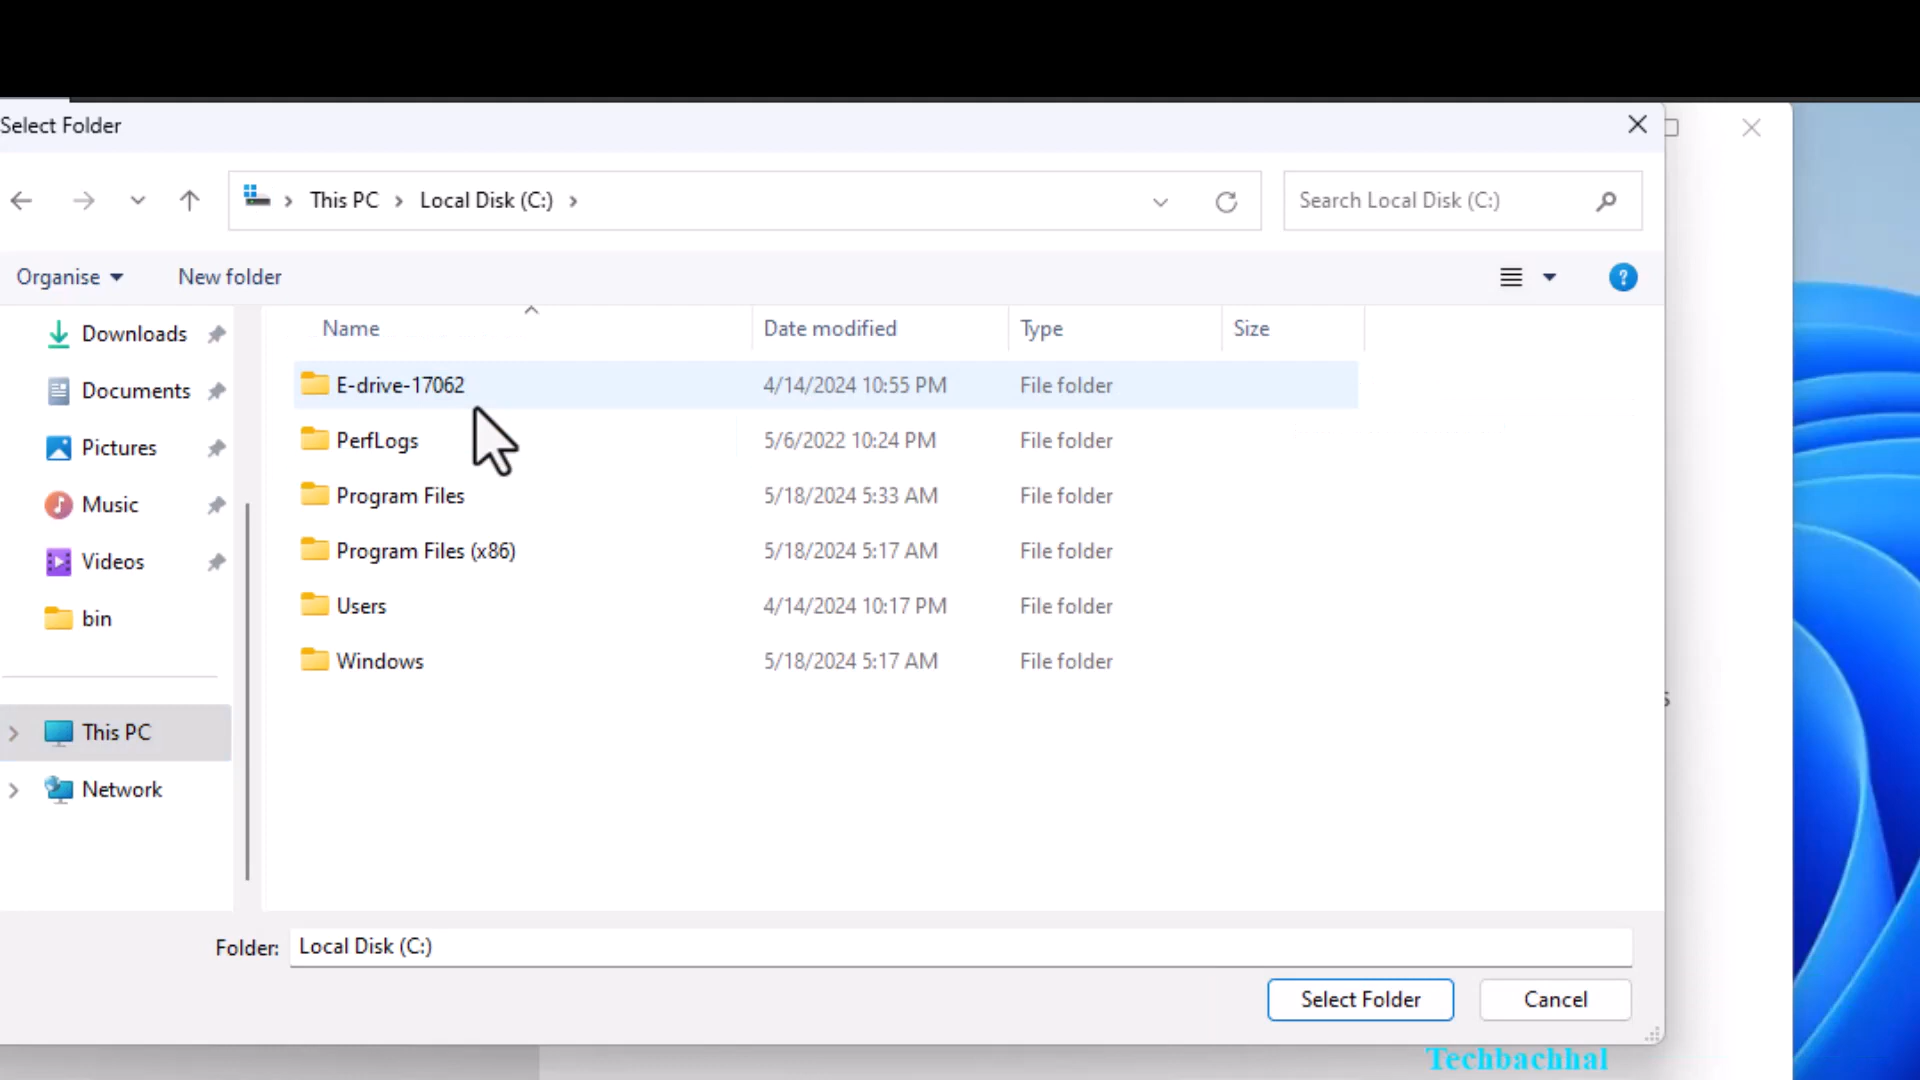 Select Folder
This PC Local Disk (C:)
Search Local Disk (C:)
Organise New folder
?
Name Date modified Type Size
Downloads
Documents
Pictures
Music
Videos
bin
This PC
Network
E-drive-17062 4/14/2024 10:55 PM File folder
PerfLogs 5/6/2022 10:24 PM File folder
Program Files 5/18/2024 5:33 AM File folder
Program Files (x86) 5/18/2024 5:17 AM File folder
Users 4/14/2024 10:17 PM File folder
Windows 5/18/2024 5:17 AM File folder
s
Folder: Local Disk (C:)
Select Folder Cancel
Techbachhal